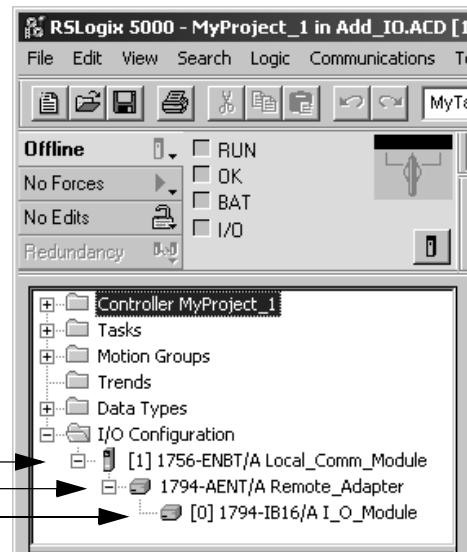 RSLogix 5000 - MyProject_1 in Add_IO.ACD [1
File Edit View Search Logic Communications
MyTa
Offline
RUN
No Forces
OK
BAT
No Edits
I/O
Redundancy
Controller MyProject_1
Tasks
Motion Groups
Trends
Data Types
I/O Configuration
[1] 1756-ENBT/A Local_Comm_Module
1794-AENT/A Remote_Adapter
[0] 1794-IB16/A I_O_Module